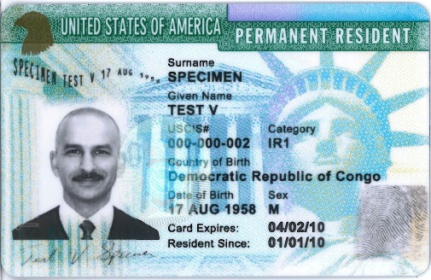 UNITED STATES OF AMERICA
PERMANENT RESIDENT
SPECIMEN TEST V 17 AUG
Surname
SPECIMEN
Given Name
TEST V
USCIS# Category
000-000-002 IR1
Country of Birth
Democratic Republic of Congo
Date of Birth Sex
17 AUG 1958 M
Card Expires: 04/02/10
Resident Since: 01/01/10